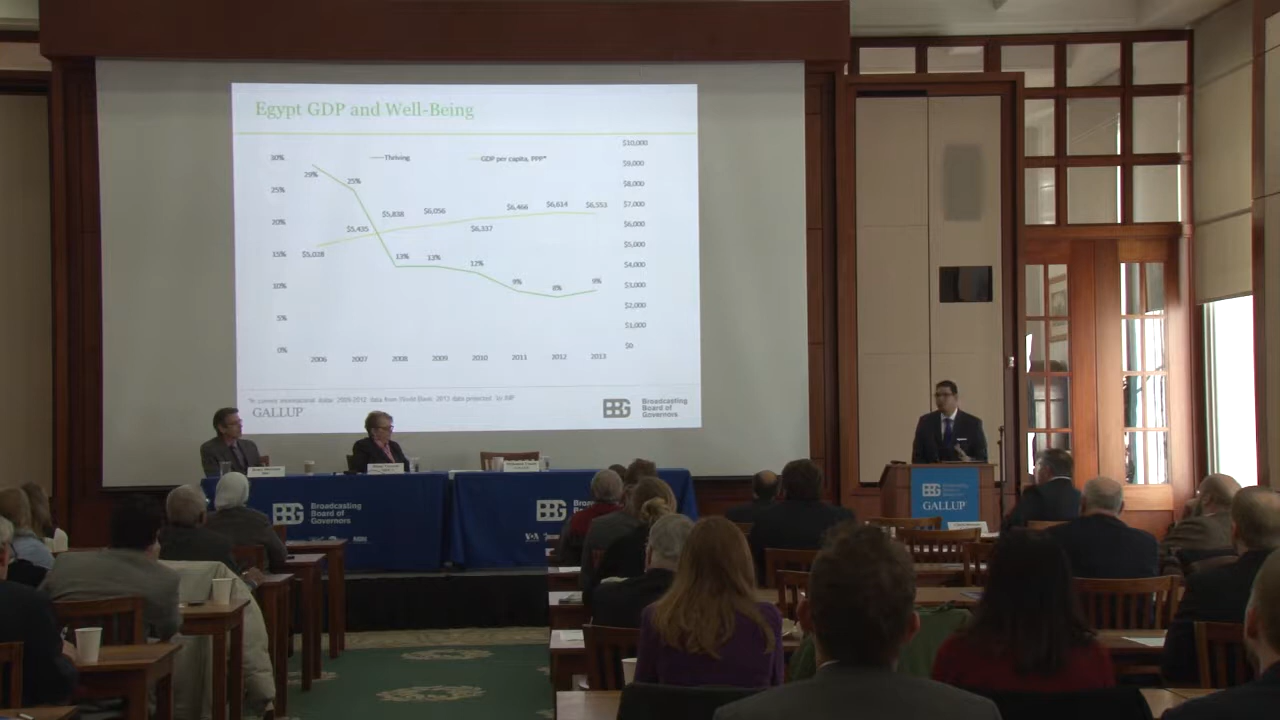 Egypt GDP and Well-Being
Thriving
GDP per capita, PPP*
30%
25%
20%
15%
10%
5%
0%
$10,000
$9,000
$8,000
$7,000
$6,000
$5,000
$4,000
$3,000
$2,000
$1,000
$0
29%
25%
13%
13%
12%
9%
8%
9%
$5,028
$5,435
$5,838
$6,056
$6,337
$6,466
$6,614
$6,553
2006
2007
2008
2009
2010
2011
2012
2013
GALLUP
BBG
Broadcasting
Board of
Governors
BBG
Broadcasting
Board of
Governors
BBG
VOA
BBG
GALLUP